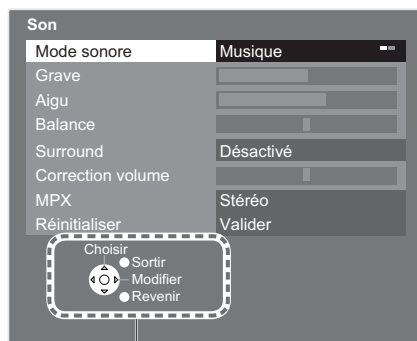 Son
Mode sonore Musique
Grave
Aigu
Balance
Surround Désactivé
Correction volume
MPX Stéréo
Réinitialiser Valider
Choisir
Sortir
Modifier
Revenir